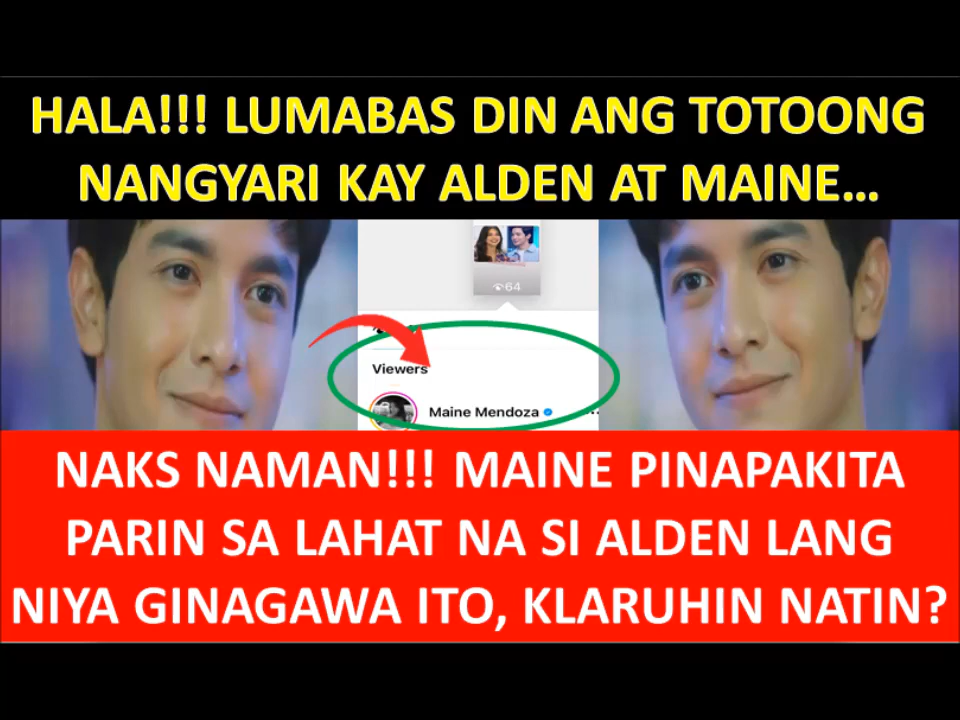 HALA!!! LUMABAS DIN ANG TOTOONG
NANGYARI KAY ALDEN AT MAINE...
64
Viewers
Maine Mendoza
NAKS NAMAN!!! MAINE PINAPAKITA
PARIN SA LAHAT NA SI ALDEN LANG
NIYA GINAGAWA ITO, KLARUHIN NATIN?